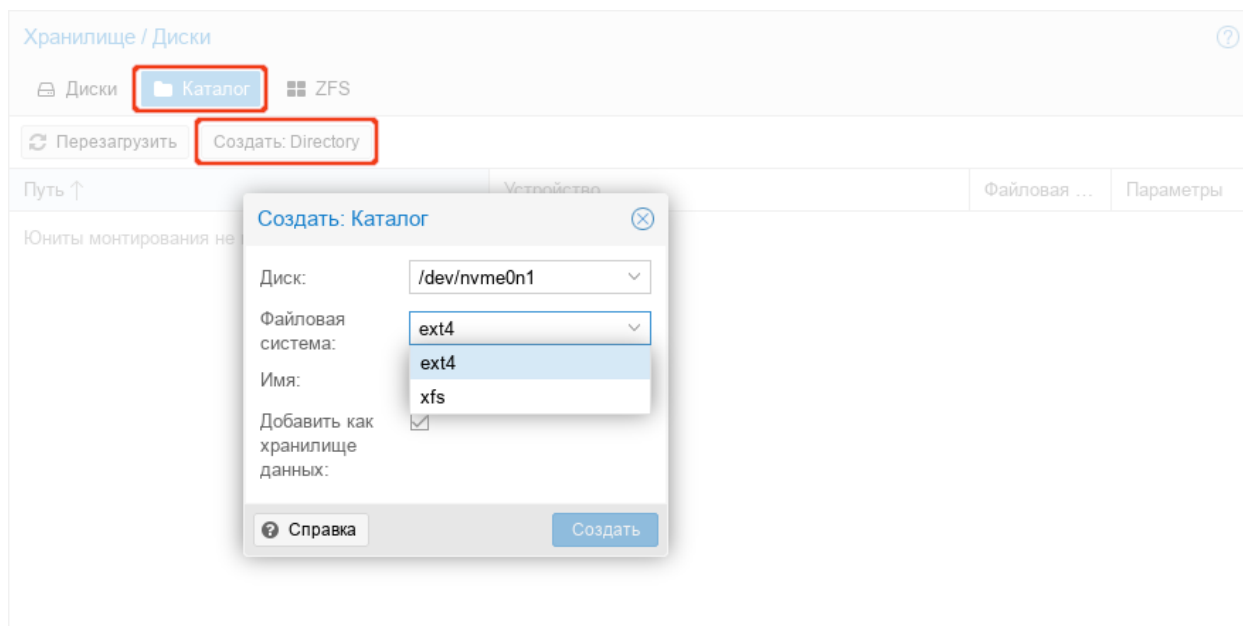 Хранилище / Диски
Диски Каталог ZFS
Перезагрузить Создать: Directory
Путь Устройство Файловая ... Параметры
Юниты монтирования не
Создать: Каталог
Диск: /dev/nvme0n1
Файловая
система:
ext4
ext4
Имя:
xfs
Добавить как
хранилище
данных:
Справка Создать